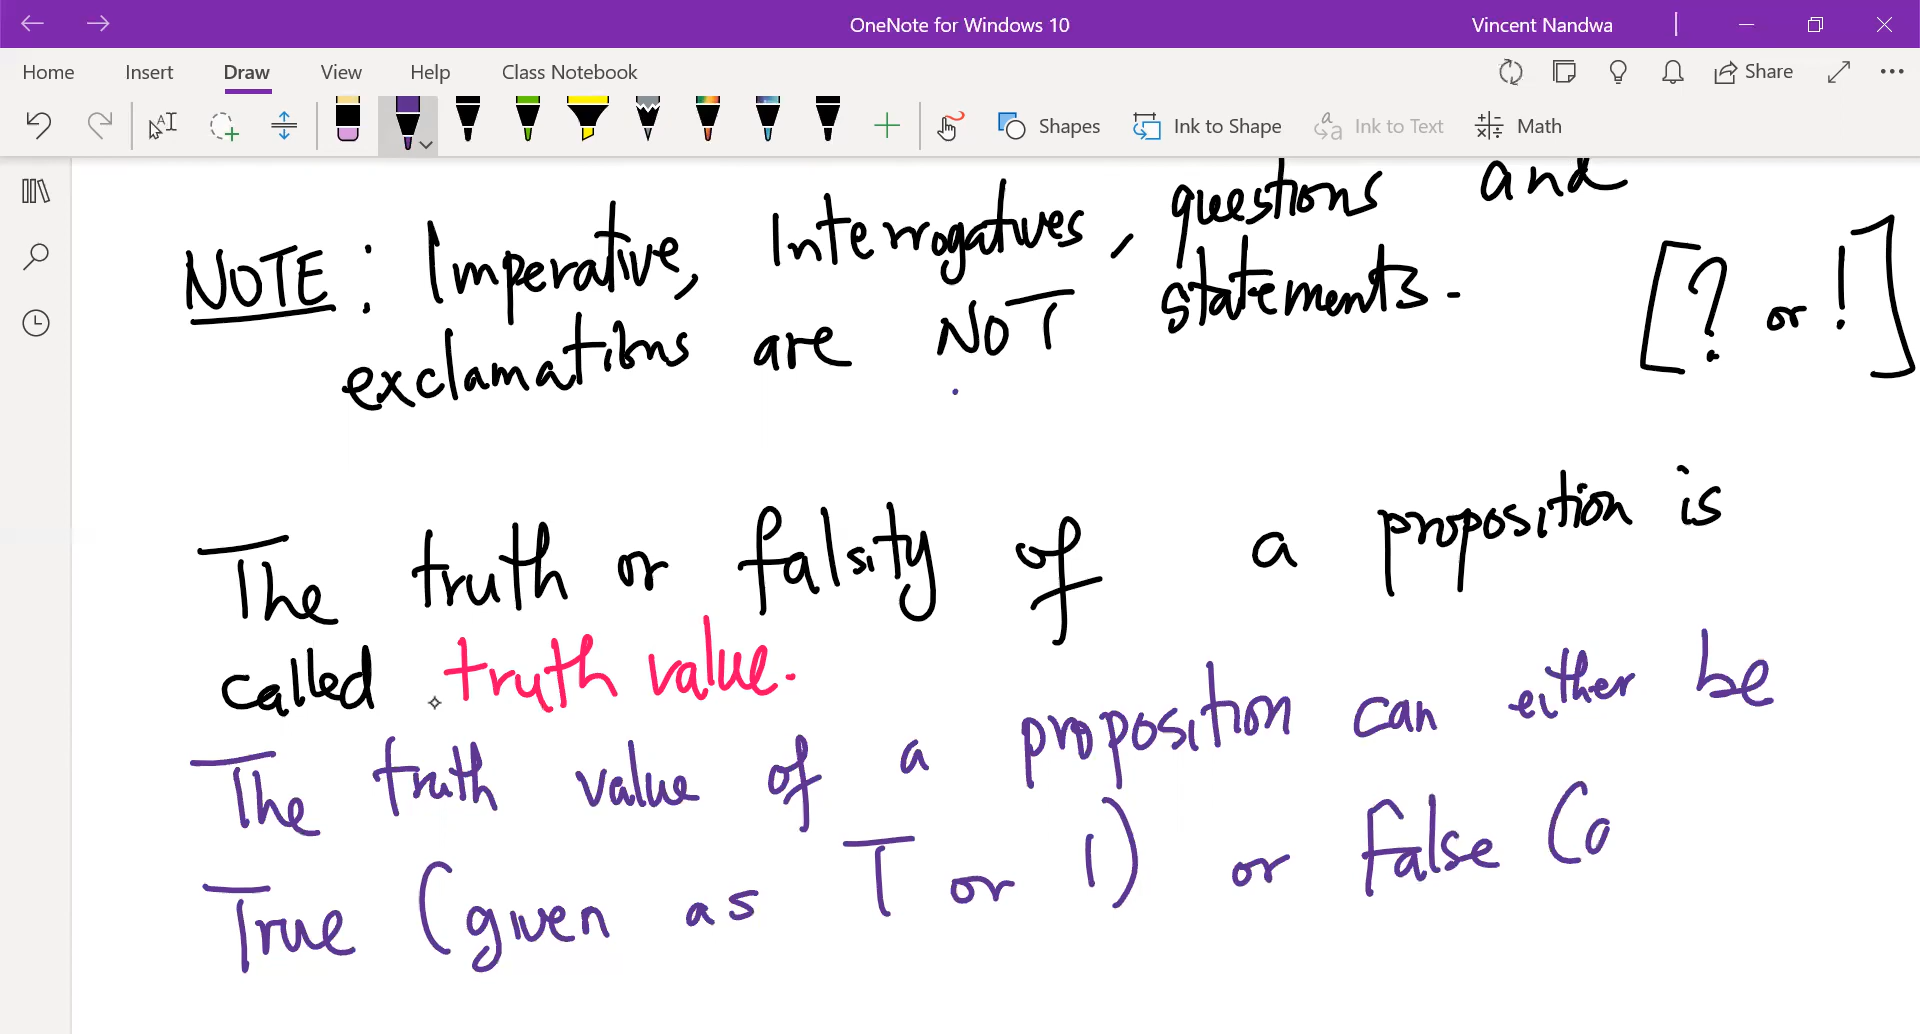 OneNote for Windows 10
Vincent Nandwa
Home Insert Draw View Help Class Notebook
Share
Shapes Ink to Shape Ink to Text Math
NOTE: Imperative, Interrogatives, questions and
exclamations are NOT statements. [? or !]
The truth or falsity of a proposition is
called truth value.
The truth value of a proposition can either be
True (given as T or 1) or false (a